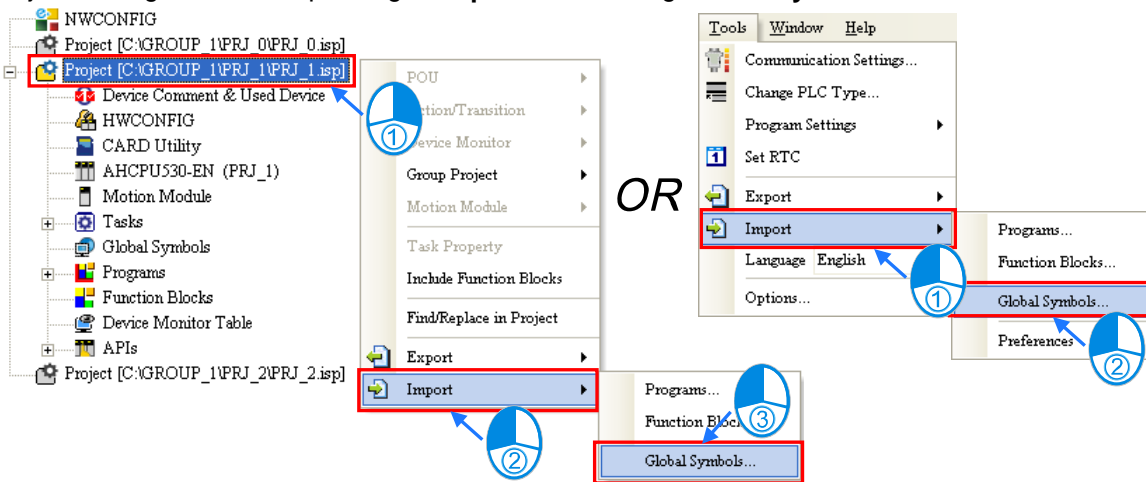 NWCONFIG
Project [C:\GROUP_1\PRJ_0\PRJ_0.isp]
Project [C:\GROUP_1\PRJ_1\PRJ_1.isp]
Device Comment & Used Device
HWCONFIG
CARD Utility
AHCPU530-EN (PRJ_1)
Motion Module
Tasks
Global Symbols
Programs
Function Blocks
Device Monitor Table
APIs
Project [C:\GROUP_1\PRJ_2\PRJ_2.isp]
①
POU
Device Monitor
Group Project
Motion Module
Task Property
Include Function Blocks
Find/Replace in Project
Export
Import
②
Programs...
Function
③
Global Symbols...
OR
Tools Window Help
Communication Settings...
Change PLC Type...
Program Settings
1 Set RTC
Export
Import
Language English
Options...
①
Programs...
Function Blocks...
Global Symbols...
Preferences
②